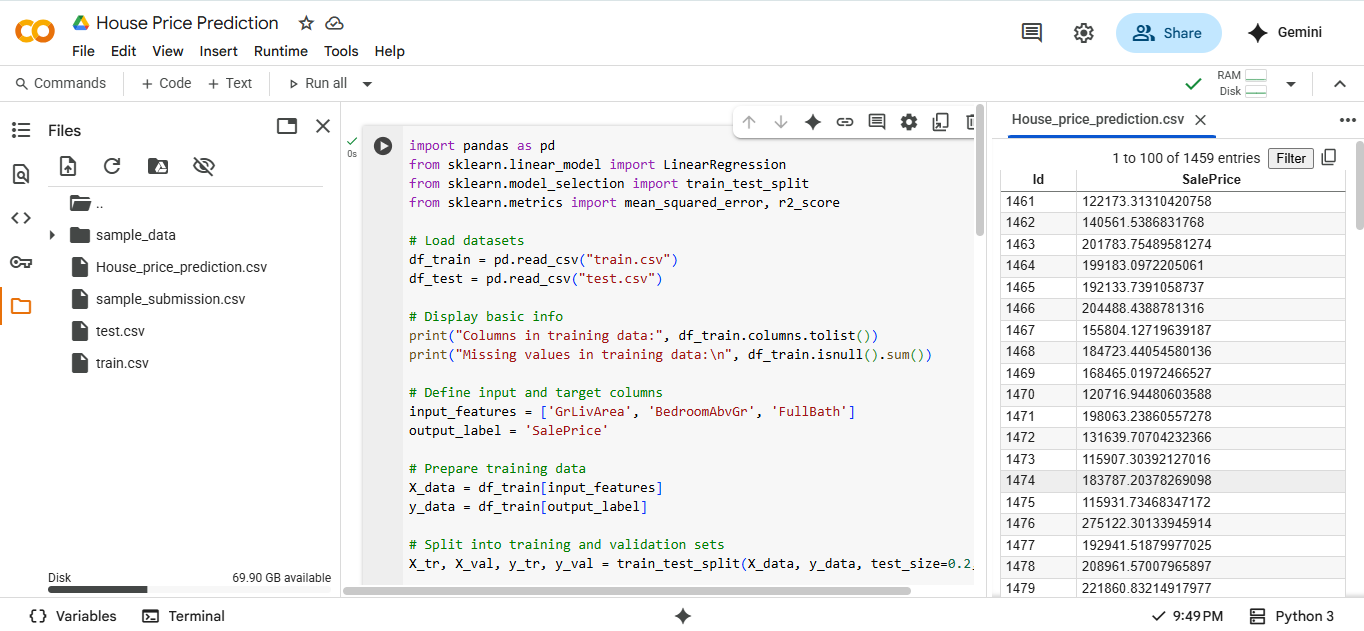 House Price Prediction
File Edit View Insert Runtime Tools Help
Share
Gemini
Commands + Code + Text Run all
RAM
Disk
Files
..
sample_data
House_price_prediction.csv
sample_submission.csv
test.csv
train.csv
Disk 69.90 GB available
0s
import pandas as pd
from sklearn.linear_model import LinearRegression
from sklearn.model_selection import train_test_split
from sklearn.metrics import mean_squared_error, r2_score
# Load datasets
df_train = pd.read_csv("train.csv")
df_test = pd.read_csv("test.csv")
# Display basic info
print("Columns in training data:", df_train.columns.tolist())
print("Missing values in training data:\n", df_train.isnull().sum())
# Define input and target columns
input_features = ['GrLivArea', 'BedroomAbvGr', 'FullBath']
output_label = 'SalePrice'
# Prepare training data
X_data = df_train[input_features]
y_data = df_train[output_label]
# Split into training and validation sets
X_tr, X_val, y_tr, y_val = train_test_split(X_data, y_data, test_size=0.2,
House_price_prediction.csv
1 to 100 of 1459 entries Filter
Id SalePrice
1461 122173.31310420758
1462 140561.5386831768
1463 201783.75489581274
1464 199183.0972205061
1465 192133.7391058737
1466 204488.4388781316
1467 155804.12719639187
1468 184723.44054580136
1469 168465.01972466527
1470 120716.94480603588
1471 198063.23860557278
1472 131639.70704232366
1473 115907.30392127016
1474 183787.20378269098
1475 115931.73468347172
1476 275122.30133945914
1477 192941.51879977025
1478 208961.57007965897
1479 221860.83214917977
Variables Terminal
9:49 PM Python 3